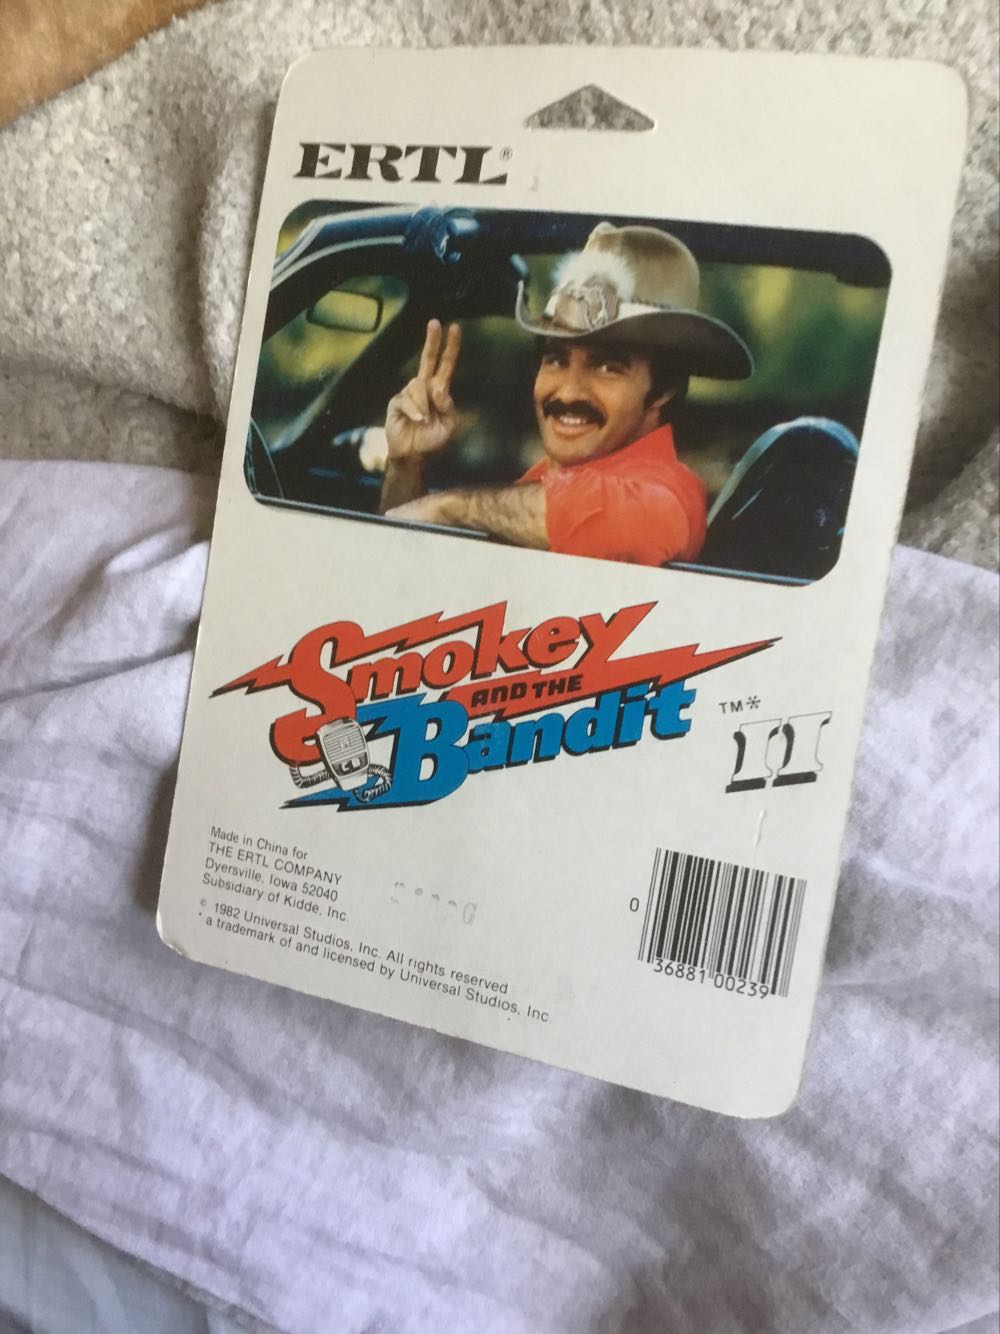 ERTL®
Smokey
AND THE
Bandit ™*
II
CB
Made in China for
THE ERTL COMPANY
Dyersville, Iowa 52040
Subsidiary of Kidde, Inc.
© 1982 Universal Studios, Inc. All rights reserved
* a trademark of and licensed by Universal Studios, Inc.
0 36881 00239